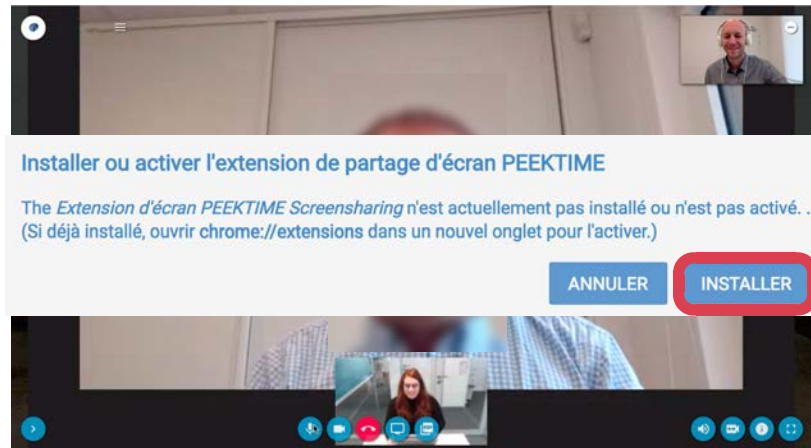 Installer ou activer l'extension de partage d'écran PEEKTIME
The Extension d'écran PEEKTIME Screensharing n'est actuellement pas installé ou n'est pas activé. .
(Si déjà installé, ouvrir chrome://extensions dans un nouvel onglet pour l'activer.)
ANNULER INSTALLER